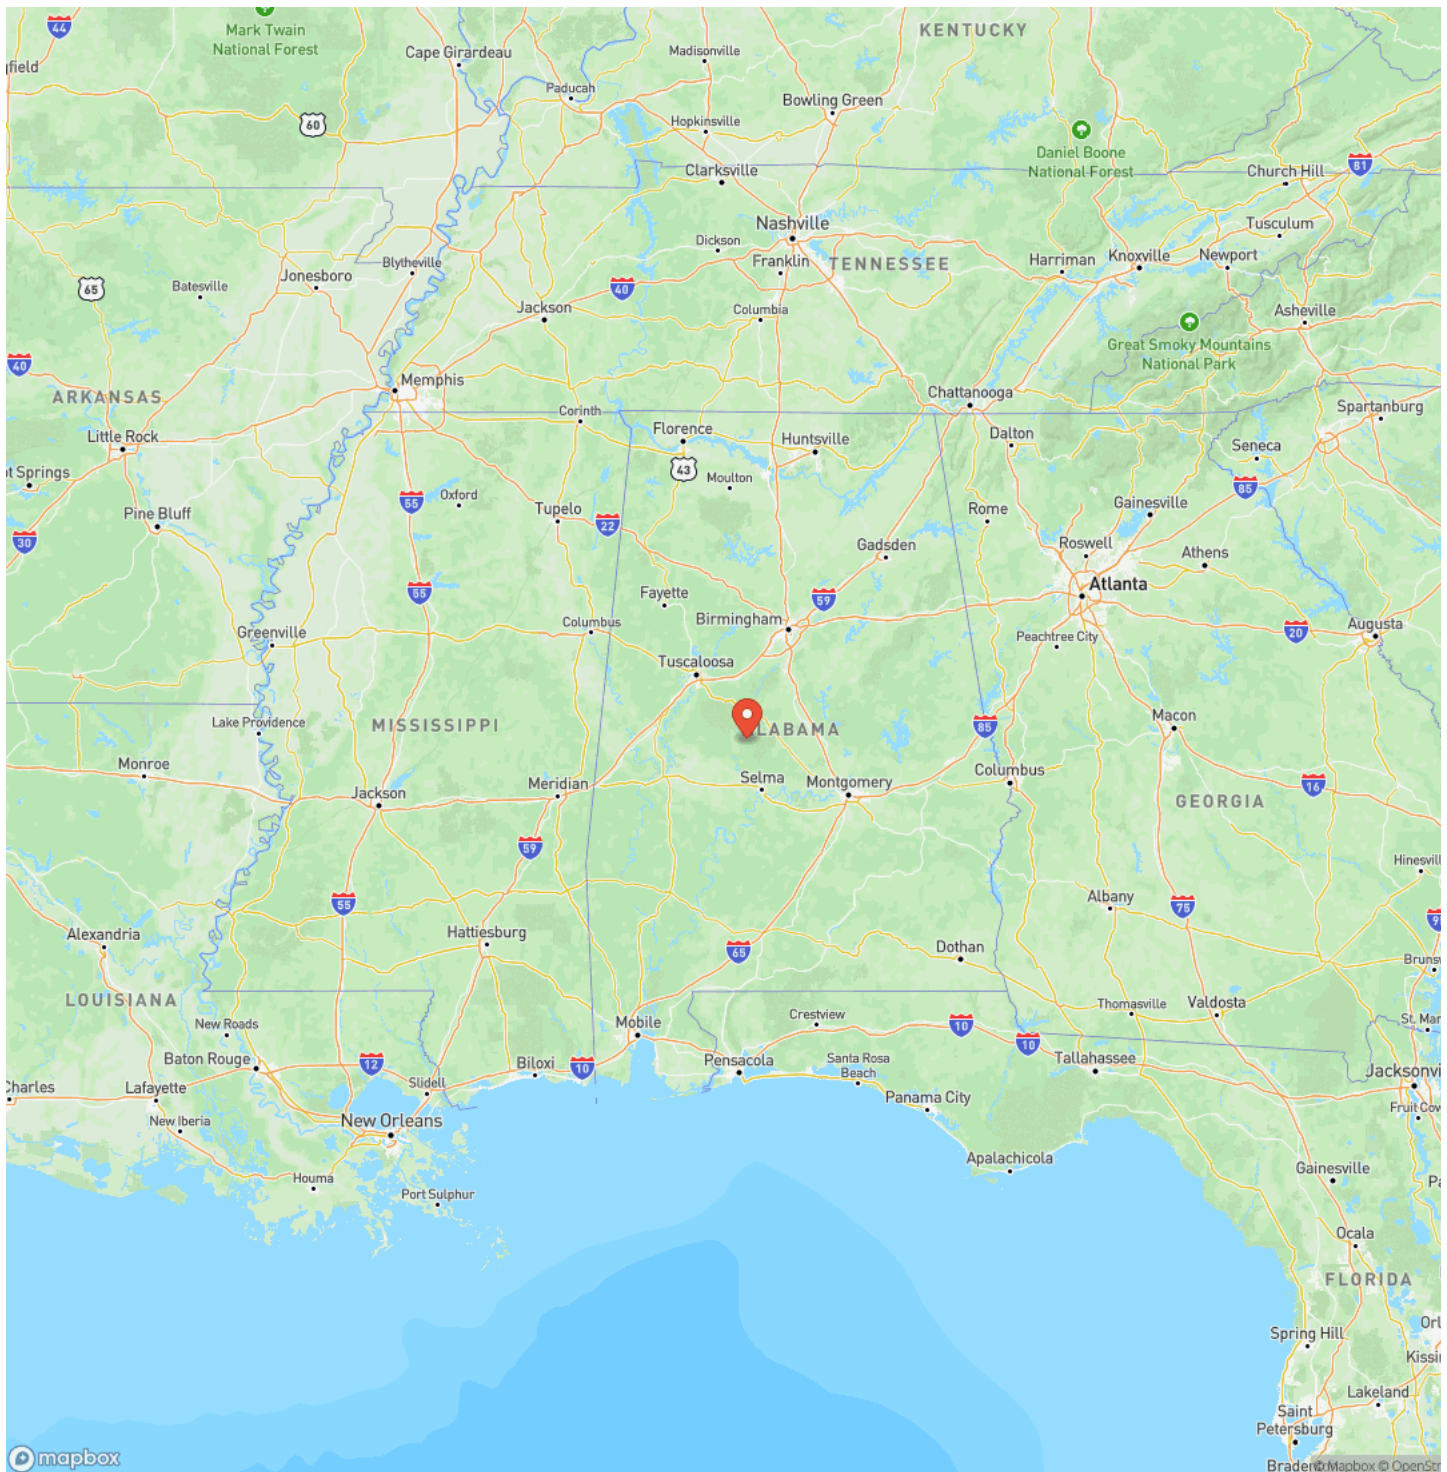 44
Mark Twain
National Forest
KENTUCKY
Cape Girardeau
Madisonville
field
Paducah
Bowling Green
60
Hopkinsville
Daniel Boone
National Forest
81
Clarksville
Church Hill
Nashville
Tusculum
Dickson
Franklin
TENNESSEE
Harriman
Knoxville
Newport
Blytheville
Jonesboro
65
Batesville
40
Jackson
Columbia
Asheville
Great Smoky Mountains
National Park
40
Memphis
ARKANSAS
Chattanooga
Corinth
Spartanburg
Little Rock
Florence
Huntsville
Dalton
Seneca
ot Springs
43
Moulton
85
55
Oxford
Tupelo
22
Rome
Gainesville
Pine Bluff
30
Gadsden
Roswell
Athens
Atlanta
55
Fayette
59
Birmingham
Columbus
Greenville
Peachtree City
20
Augusta
Tuscaloosa
Lake Providence
MISSISSIPPI
LABAMA
85
Macon
Monroe
Meridian
Selma
Montgomery
Columbus
16
Jackson
GEORGIA
59
Hinesvill
55
Albany
75
9
Alexandria
Hattiesburg
65
Dothan
Brunsw
LOUISIANA
Thomasville
Valdosta
New Roads
Mobile
Crestview
10
10
St. Mar
Baton Rouge
12
Biloxi
10
Pensacola
Santa Rosa
Beach
Tallahassee
Jacksonvi
Charles
Lafayette
Slidell
Panama City
Fruit Cov
New Iberia
New Orleans
Apalachicola
Gainesville
Pa
Houma
Port Sulphur
Ocala
FLORIDA
Orl
Spring Hill
Kissi
Lakeland
Saint
Petersburg
mapbox
Braden
© Mapbox © OpenStr